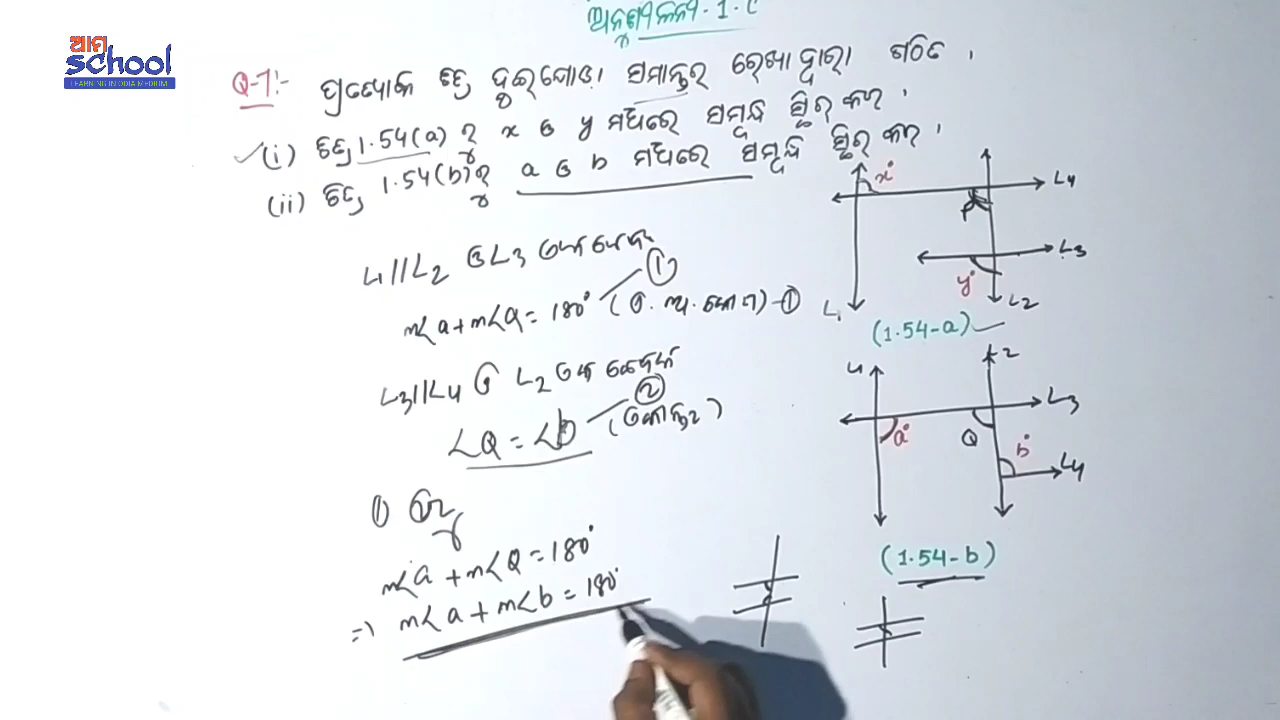 ଅନୁଶୀଳନୀ - 1 - C
ଆମ
school
LEARNING IN ODIA MEDIUM
Q-7:- ପ୍ରତ୍ୟେକ ଚିତ୍ର ଦୁଇଯୋଡ଼ା ସମାନ୍ତର ରେଖା ଦ୍ୱାରା ଗଠିତ ।
(i) ଚିତ୍ର 1.54(a) ରୁ x ଓ y ମଧ୍ୟରେ ସମ୍ବନ୍ଧ ସ୍ଥିର କର ।
(ii) ଚିତ୍ର 1.54(b)ରୁ a ଓ b ମଧ୍ୟରେ ସମ୍ବନ୍ଧ ସ୍ଥିର କର ।
L1//L2 ଓ L3
①
m∠a + m∠Q = 180° -①
L3//L4 ଓ L2
②
∠Q = ∠b
① ରୁ
m∠a + m∠Q = 180°
=) m∠a + m∠b = 180°
x°
L4
P
L3
y°
L1
L2
(1.54-a)
L1
L2
L3
a°
Q
b°
L4
(1.54-b)